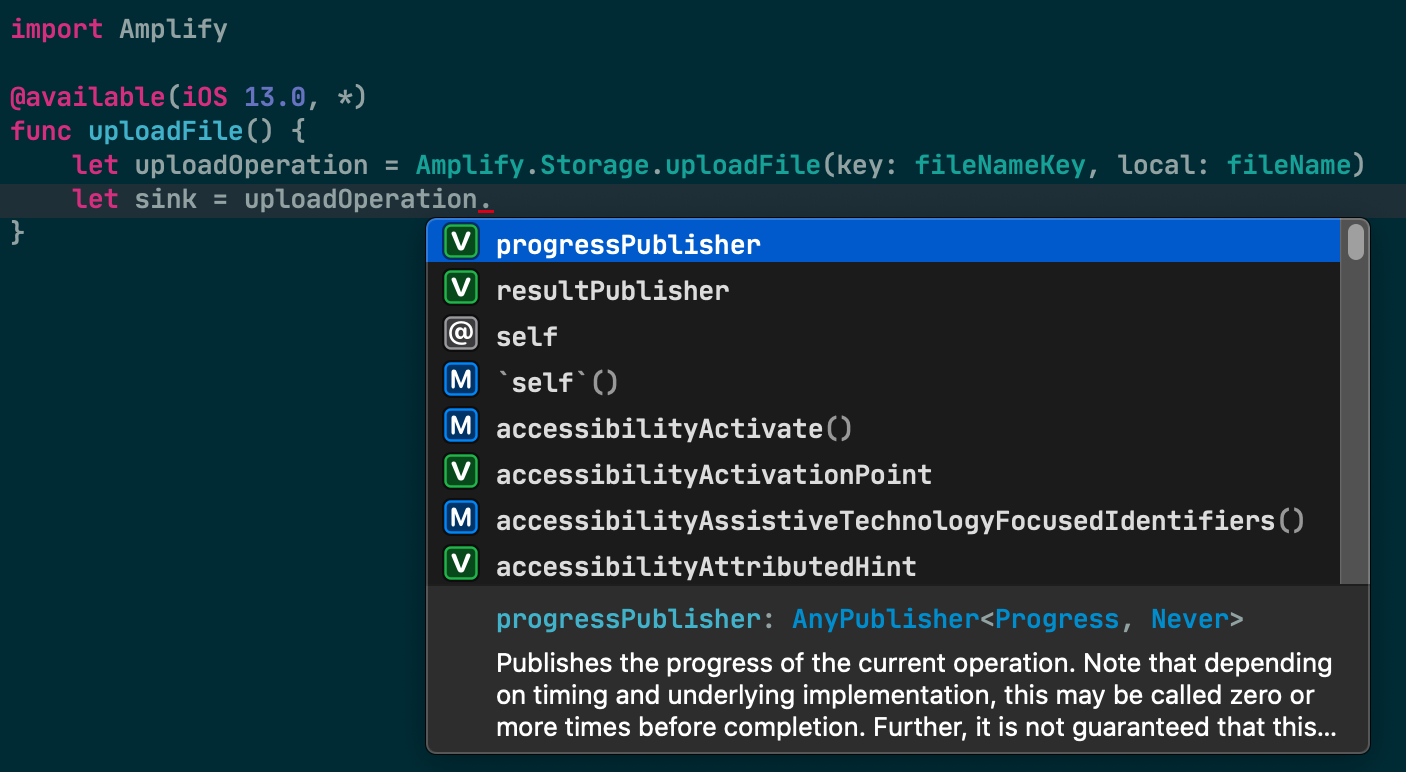 import Amplify
@available(iOS 13.0, *)
func uploadFile() {
let uploadOperation = Amplify.Storage.uploadFile(key: fileNameKey, local: fileName)
let sink = uploadOperation.
}
V progressPublisher
V resultPublisher
@ self
M `self`()
M accessibilityActivate()
V accessibilityActivationPoint
M accessibilityAssistiveTechnologyFocusedIdentifiers()
V accessibilityAttributedHint
progressPublisher: AnyPublisher<Progress, Never>
Publishes the progress of the current operation. Note that depending
on timing and underlying implementation, this may be called zero or
more times before completion. Further, it is not guaranteed that this...